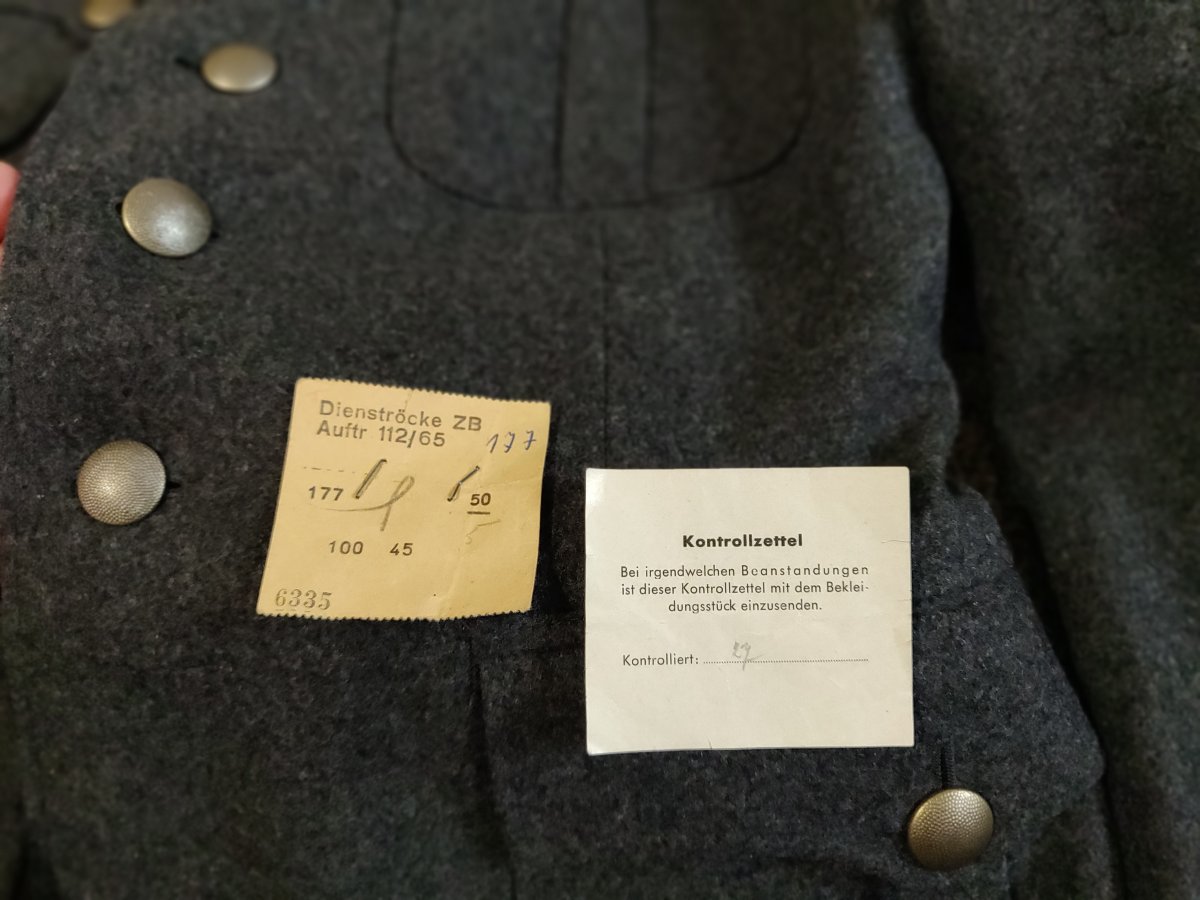 Dienströcke ZB
Auftr 112/65 177
177 50
100 45
6335
Kontrollzettel
Bei irgendwelchen Beanstandungen
ist dieser Kontrollzettel mit dem Beklei-
dungsstück einzusenden.
Kontrolliert: